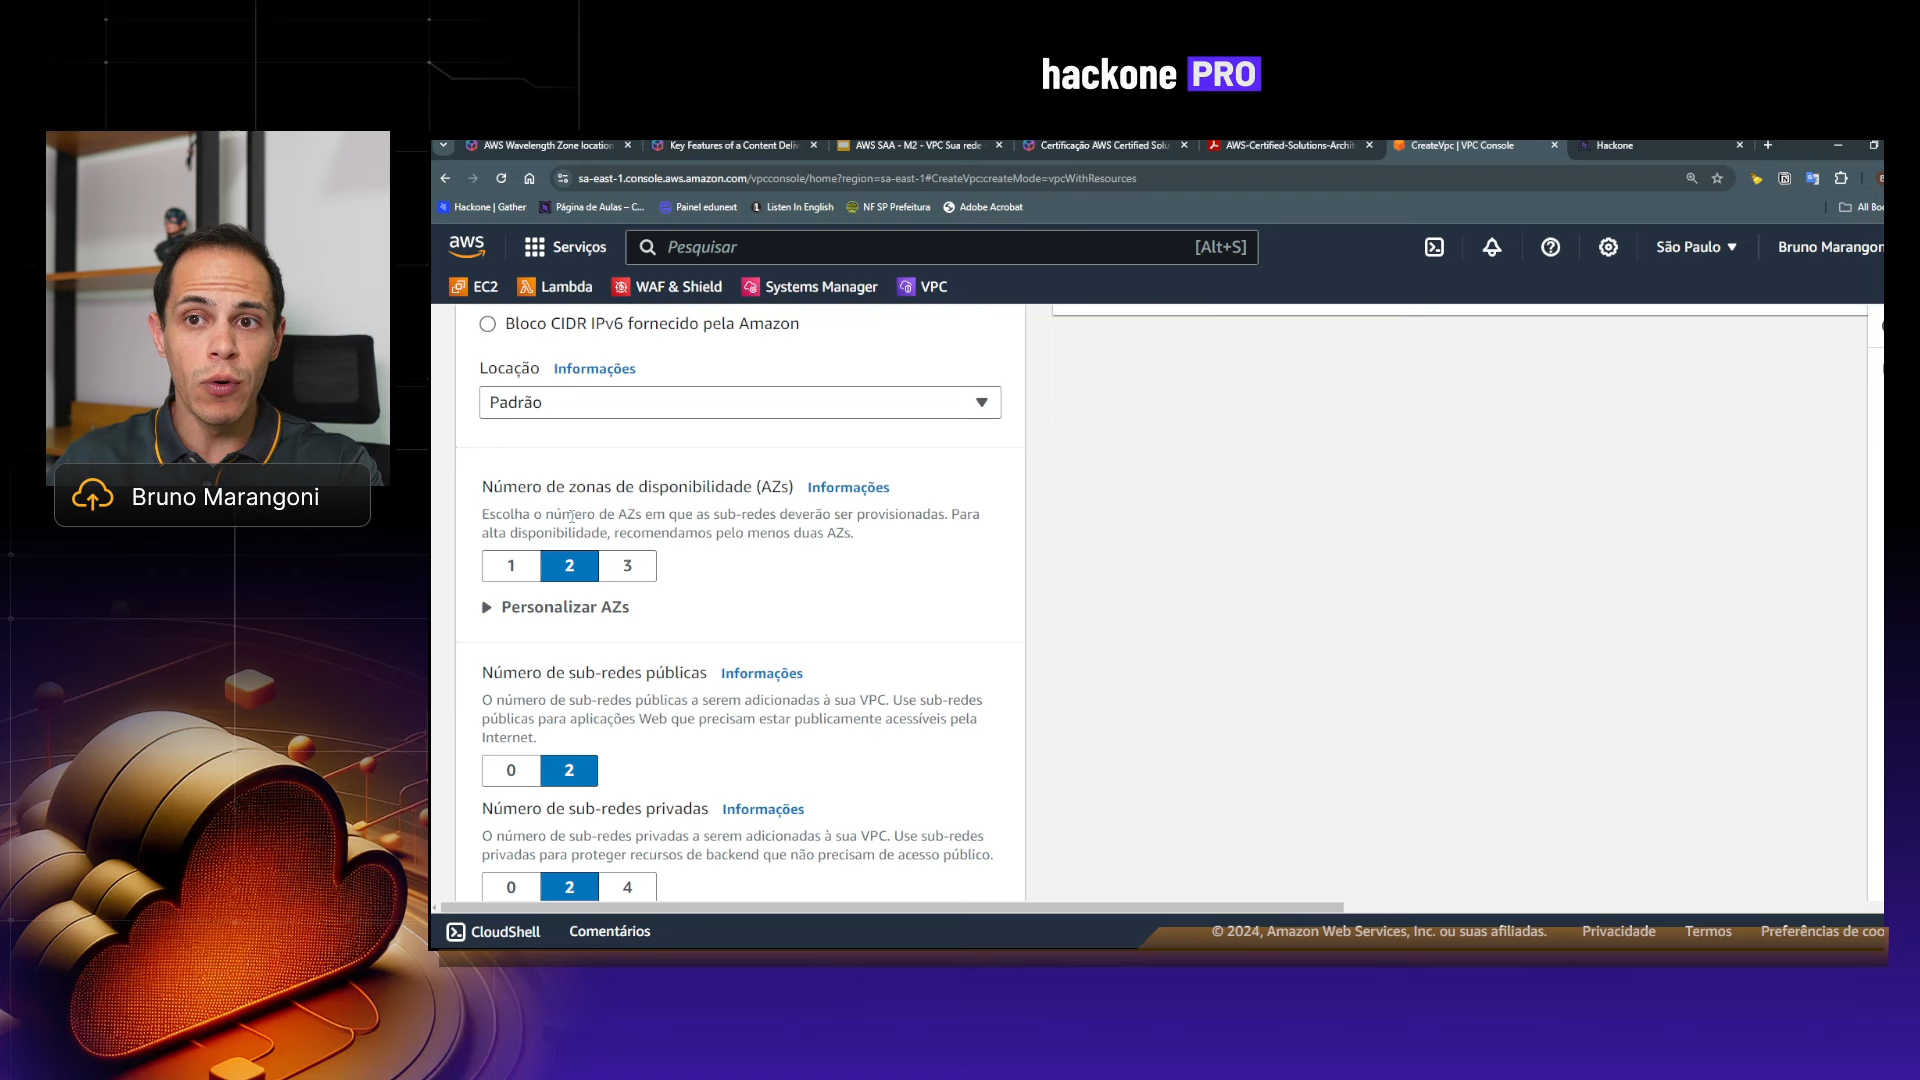 hackone PRO
AWS Wavelength Zone location
Key Features of a Content Deliv
AWS SAA - M2 - VPC Sua rede
Certificação AWS Certified Solu
AWS-Certified-Solutions-Archit
CreateVpc | VPC Console
Hackone
sa-east-1.console.aws.amazon.com/vpcconsole/home?region=sa-east-1#CreateVpc:createMode=vpcWithResources
Hackone | Gather
Página de Aulas – C...
Painel edunext
Listen In English
NF SP Prefeitura
Adobe Acrobat
All Boo
aws
Serviços
Pesquisar
[Alt+S]
São Paulo
Bruno Marangon
EC2
Lambda
WAF & Shield
Systems Manager
VPC
Bloco CIDR IPv6 fornecido pela Amazon
Locação Informações
Padrão
Bruno Marangoni
Número de zonas de disponibilidade (AZs) Informações
Escolha o número de AZs em que as sub-redes deverão ser provisionadas. Para
alta disponibilidade, recomendamos pelo menos duas AZs.
1 2 3
Personalizar AZs
Número de sub-redes públicas Informações
O número de sub-redes públicas a serem adicionadas à sua VPC. Use sub-redes
públicas para aplicações Web que precisam estar publicamente acessíveis pela
Internet.
0 2
Número de sub-redes privadas Informações
O número de sub-redes privadas a serem adicionadas à sua VPC. Use sub-redes
privadas para proteger recursos de backend que não precisam de acesso público.
0 2 4
CloudShell
Comentários
© 2024, Amazon Web Services, Inc. ou suas afiliadas.
Privacidade
Termos
Preferências de coo